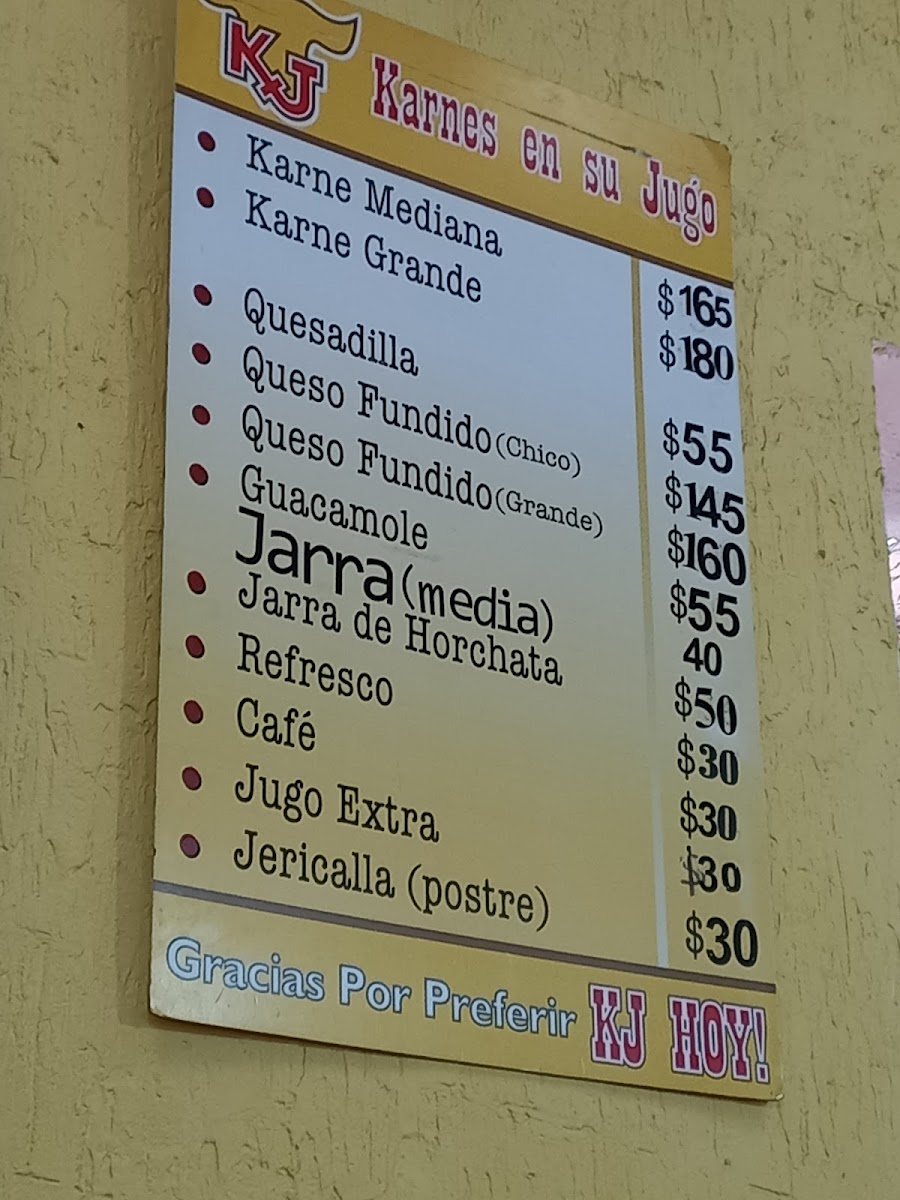 KJ Karnes en su Jugo
• Karne Mediana $165
• Karne Grande $180
• Quesadilla $55
• Queso Fundido (Chico) $145
• Queso Fundido (Grande) $160
• Guacamole $55
Jarra (media) 40
• Jarra de Horchata $50
• Refresco $30
• Café $30
• Jugo Extra $30
• Jericalla (postre) $30
Gracias Por Preferir KJ HOY!